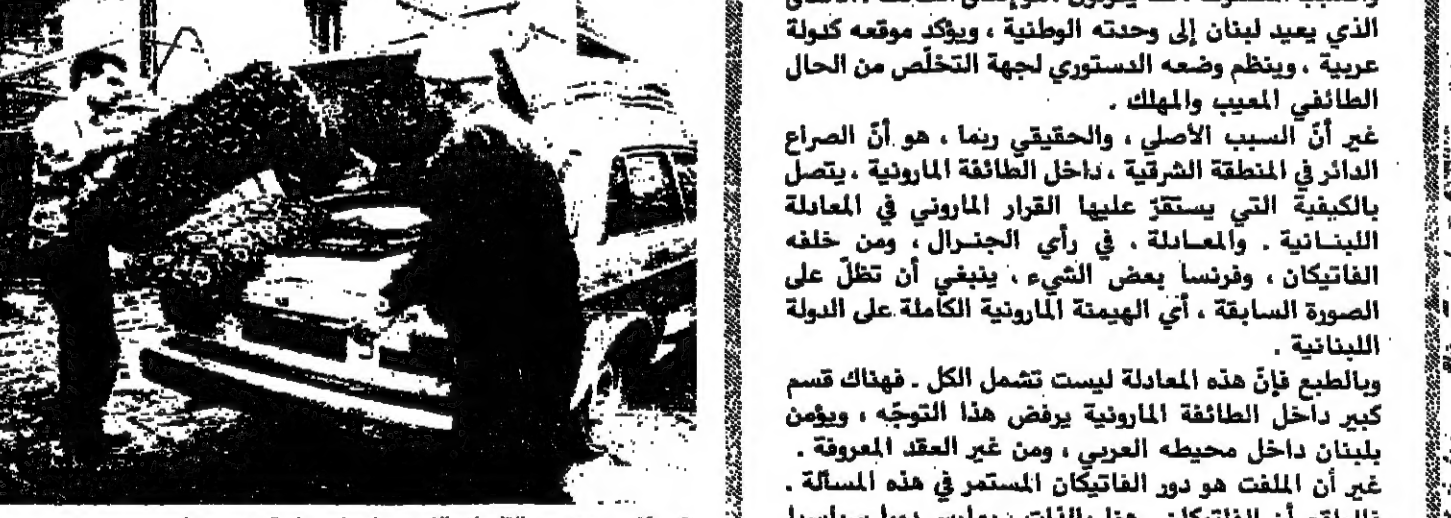 الذي يعيد لبنان إلى وحدته الوطنية ، ويؤكد موقعه كدولة
عربية ، وينظم وضعه الدستوري لجهة التخلّص من الحال
الطائفي المعيب والمهلك .
غير أنّ السبب الأصلي ، والحقيقي ربما ، هو أنّ الصراع
الدائر في المنطقة الشرقية ، داخل الطائفة المارونية ، يتصل
بالكيفية التي يستقرّ عليها القرار الماروني في المعادلة
اللبنـانية . والمعـادلة ، في رأي الجنـرال ، ومن خلفه
الفاتيكان ، وفرنسا بعض الشيء ، ينبغي أن تظلّ على
الصورة السابقة ، أي الهيمنة المارونية الكاملة على الدولة
اللبنانية .
وبالطبع فإنّ هذه المعادلة ليست تشمل الكل . فهناك قسم
كبير داخل الطائفة المارونية يرفض هذا التوجّه ، ويؤمن
بلبنان داخل محيطه العربي ، ومن غير العقد المعروفة .
غير أن الملفت هو دور الفاتيكان المستمر في هذه المسألة .